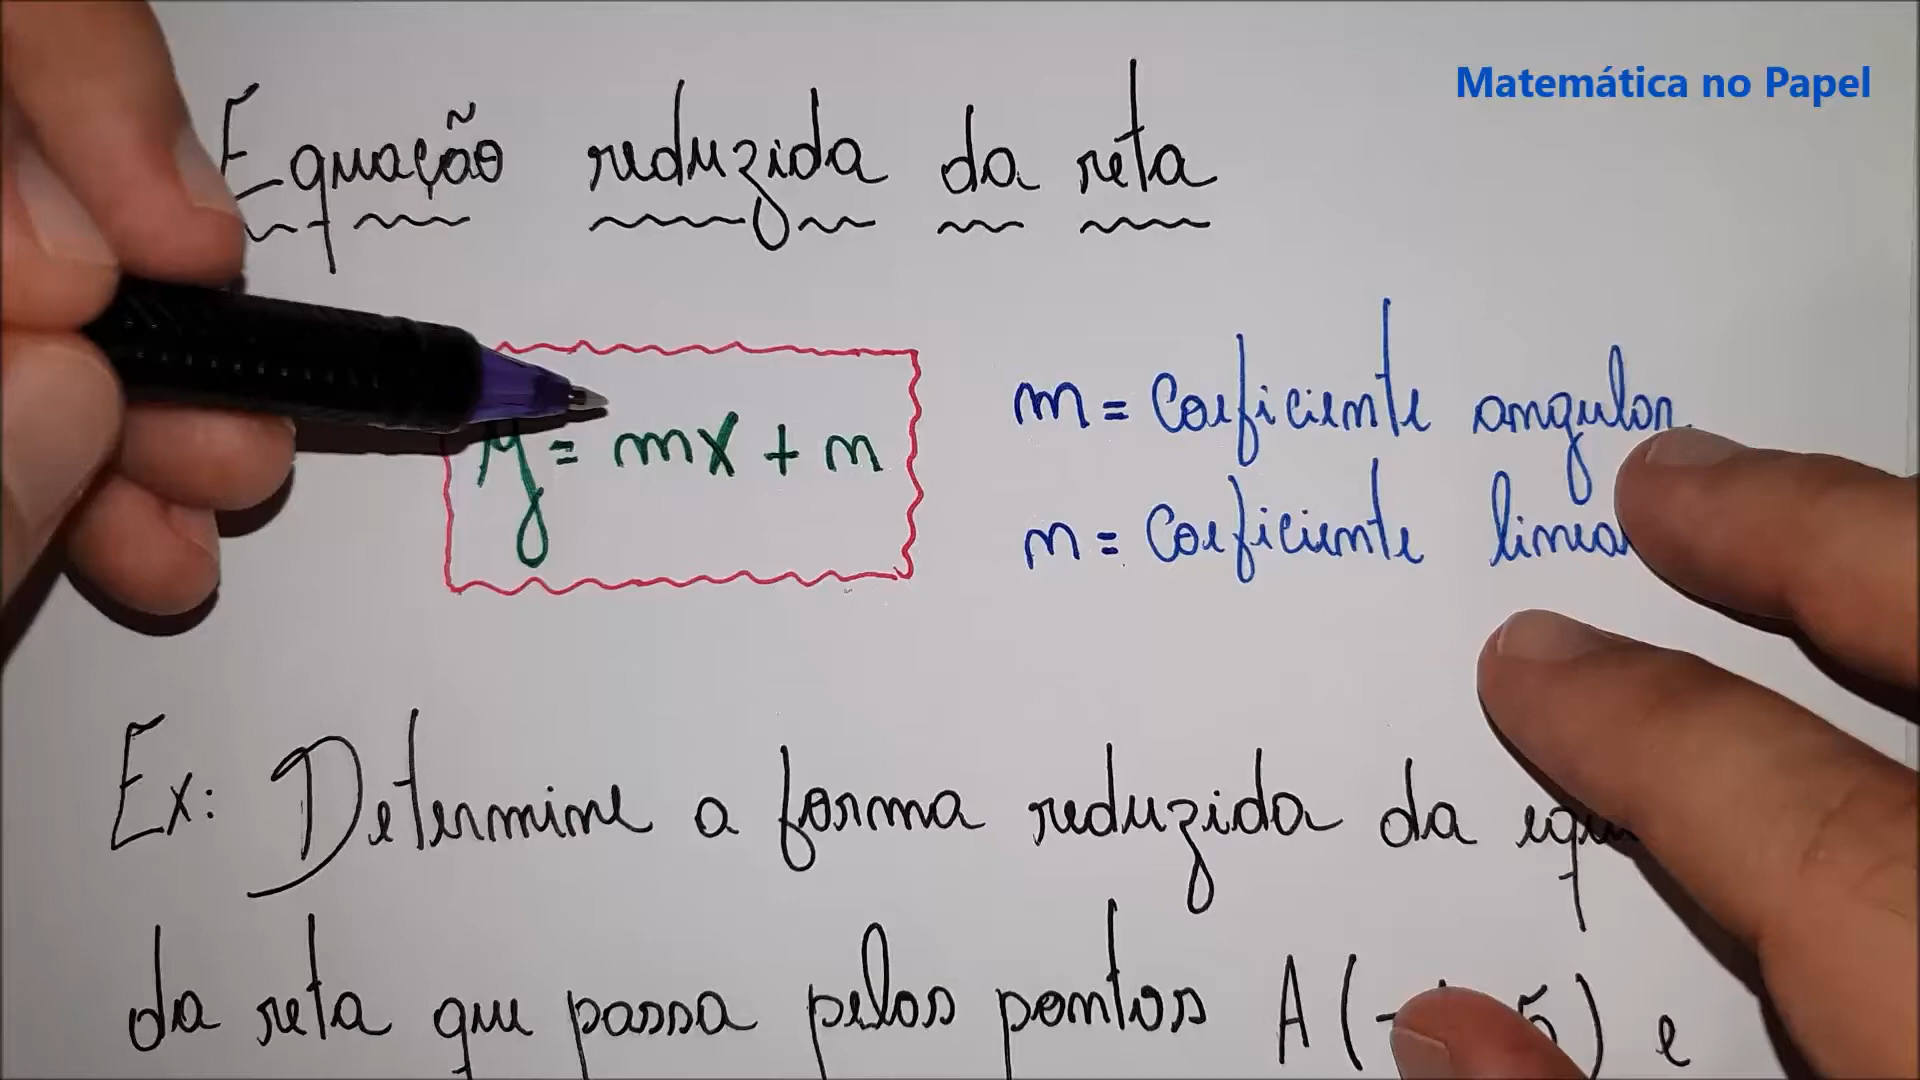 Matemática no Papel
Equação reduzida da reta
y = mx + n
m = coeficiente angular
n = coeficiente linear
Ex: Determine a forma reduzida da
da reta que passa pelos pontos A(- 5) e